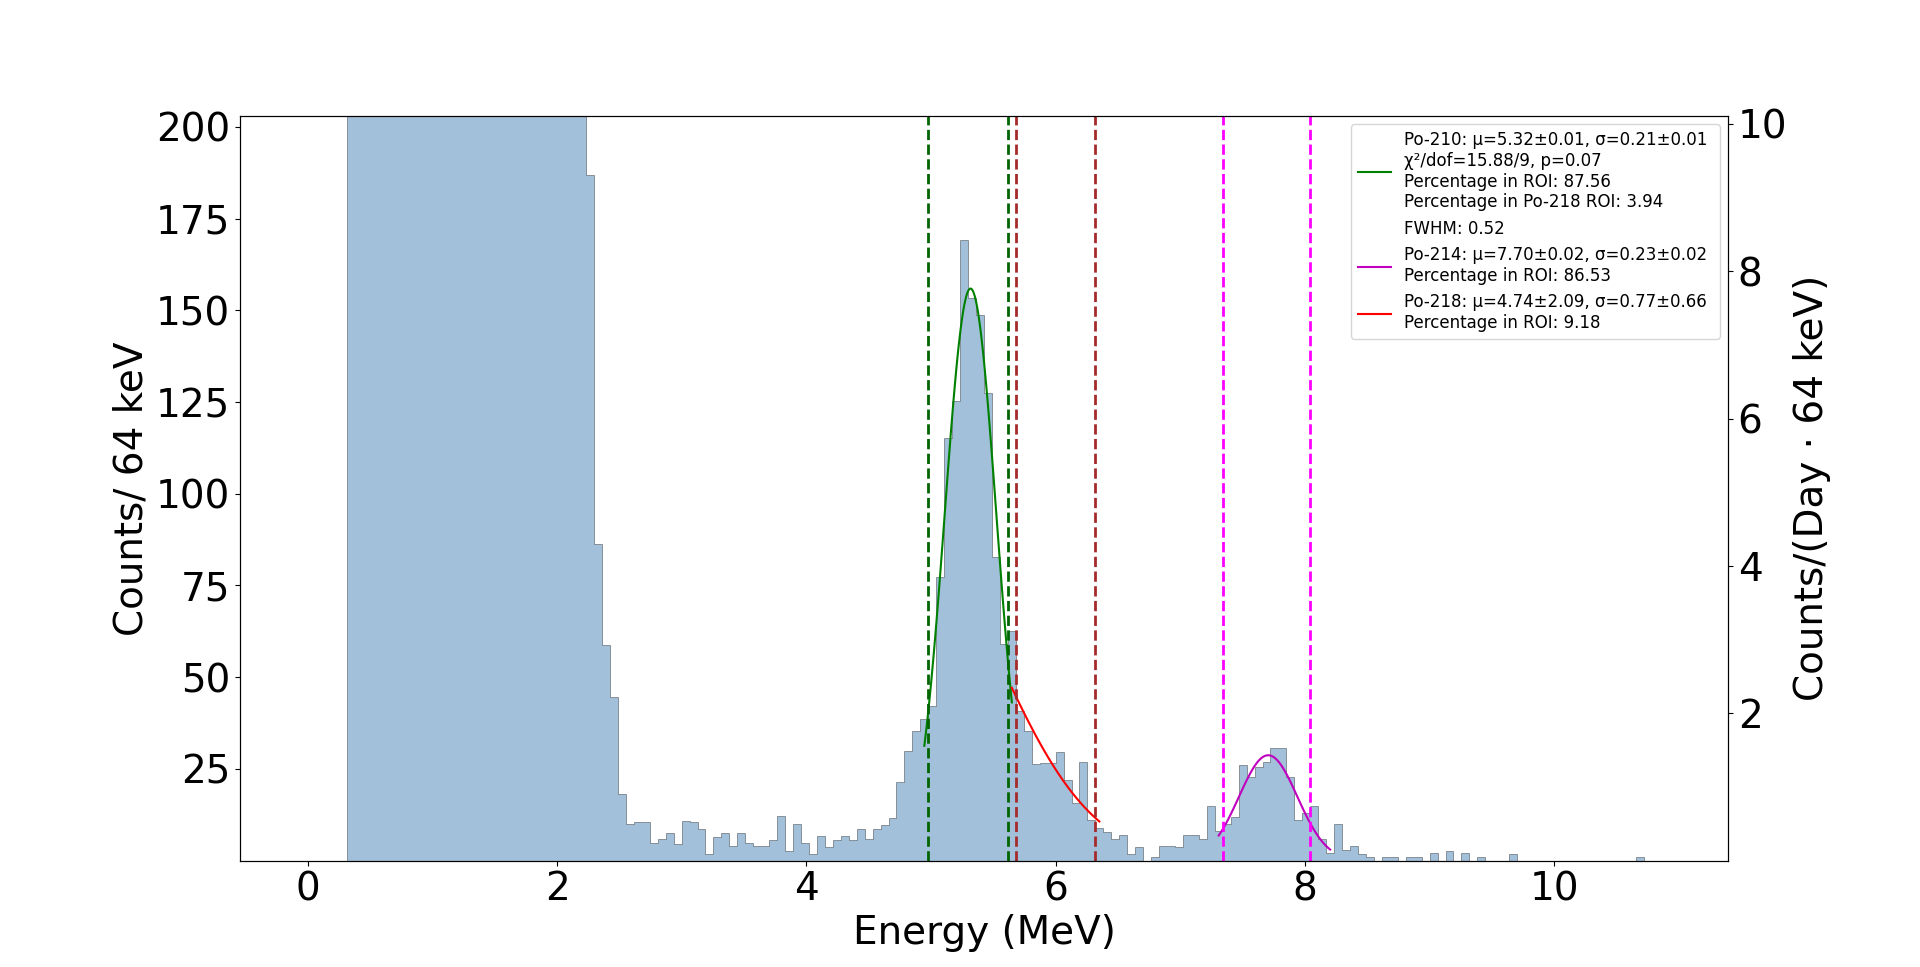 200
175
150
125
100
75
50
25
Counts/ 64 keV
10
8
6
4
2
Counts/(Day · 64 keV)
Po-210: μ=5.32±0.01, σ=0.21±0.01
χ²/dof=15.88/9, p=0.07
Percentage in ROI: 87.56
Percentage in Po-218 ROI: 3.94
FWHM: 0.52
Po-214: μ=7.70±0.02, σ=0.23±0.02
Percentage in ROI: 86.53
Po-218: μ=4.74±2.09, σ=0.77±0.66
Percentage in ROI: 9.18
0 2 4 6 8 10
Energy (MeV)